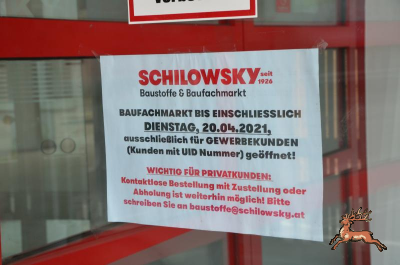 SCHILOWSKY seit
1926
Baustoffe & Baufachmarkt
BAUFACHMARKT BIS EINSCHLIESSLICH
DIENSTAG, 20.04.2021,
ausschließlich für GEWERBEKUNDEN
(Kunden mit UID Nummer) geöffnet!
WICHTIG FÜR PRIVATKUNDEN:
Kontaktlose Bestellung mit Zustellung oder
Abholung ist weiterhin möglich! Bitte
schreiben Sie an baustoffe@schilowsky.at